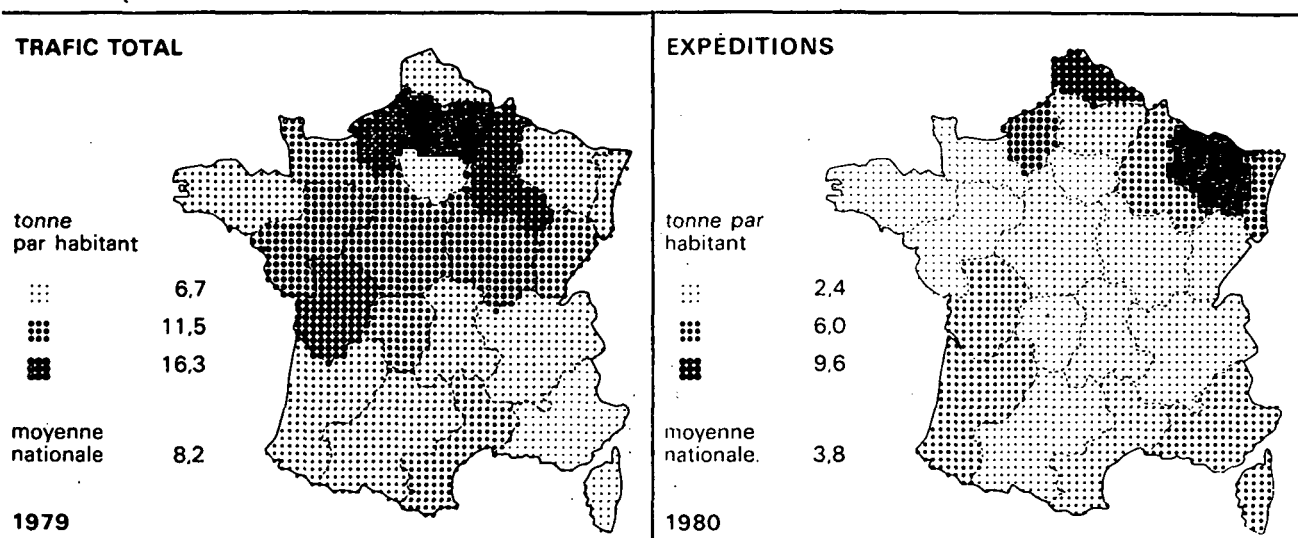 TRAFIC TOTAL
tonne
par habitant
6,7
11,5
16,3
moyenne
nationale 8,2
1979
EXPÉDITIONS
tonne par
habitant
2,4
6,0
9,6
moyenne
nationale. 3,8
1980